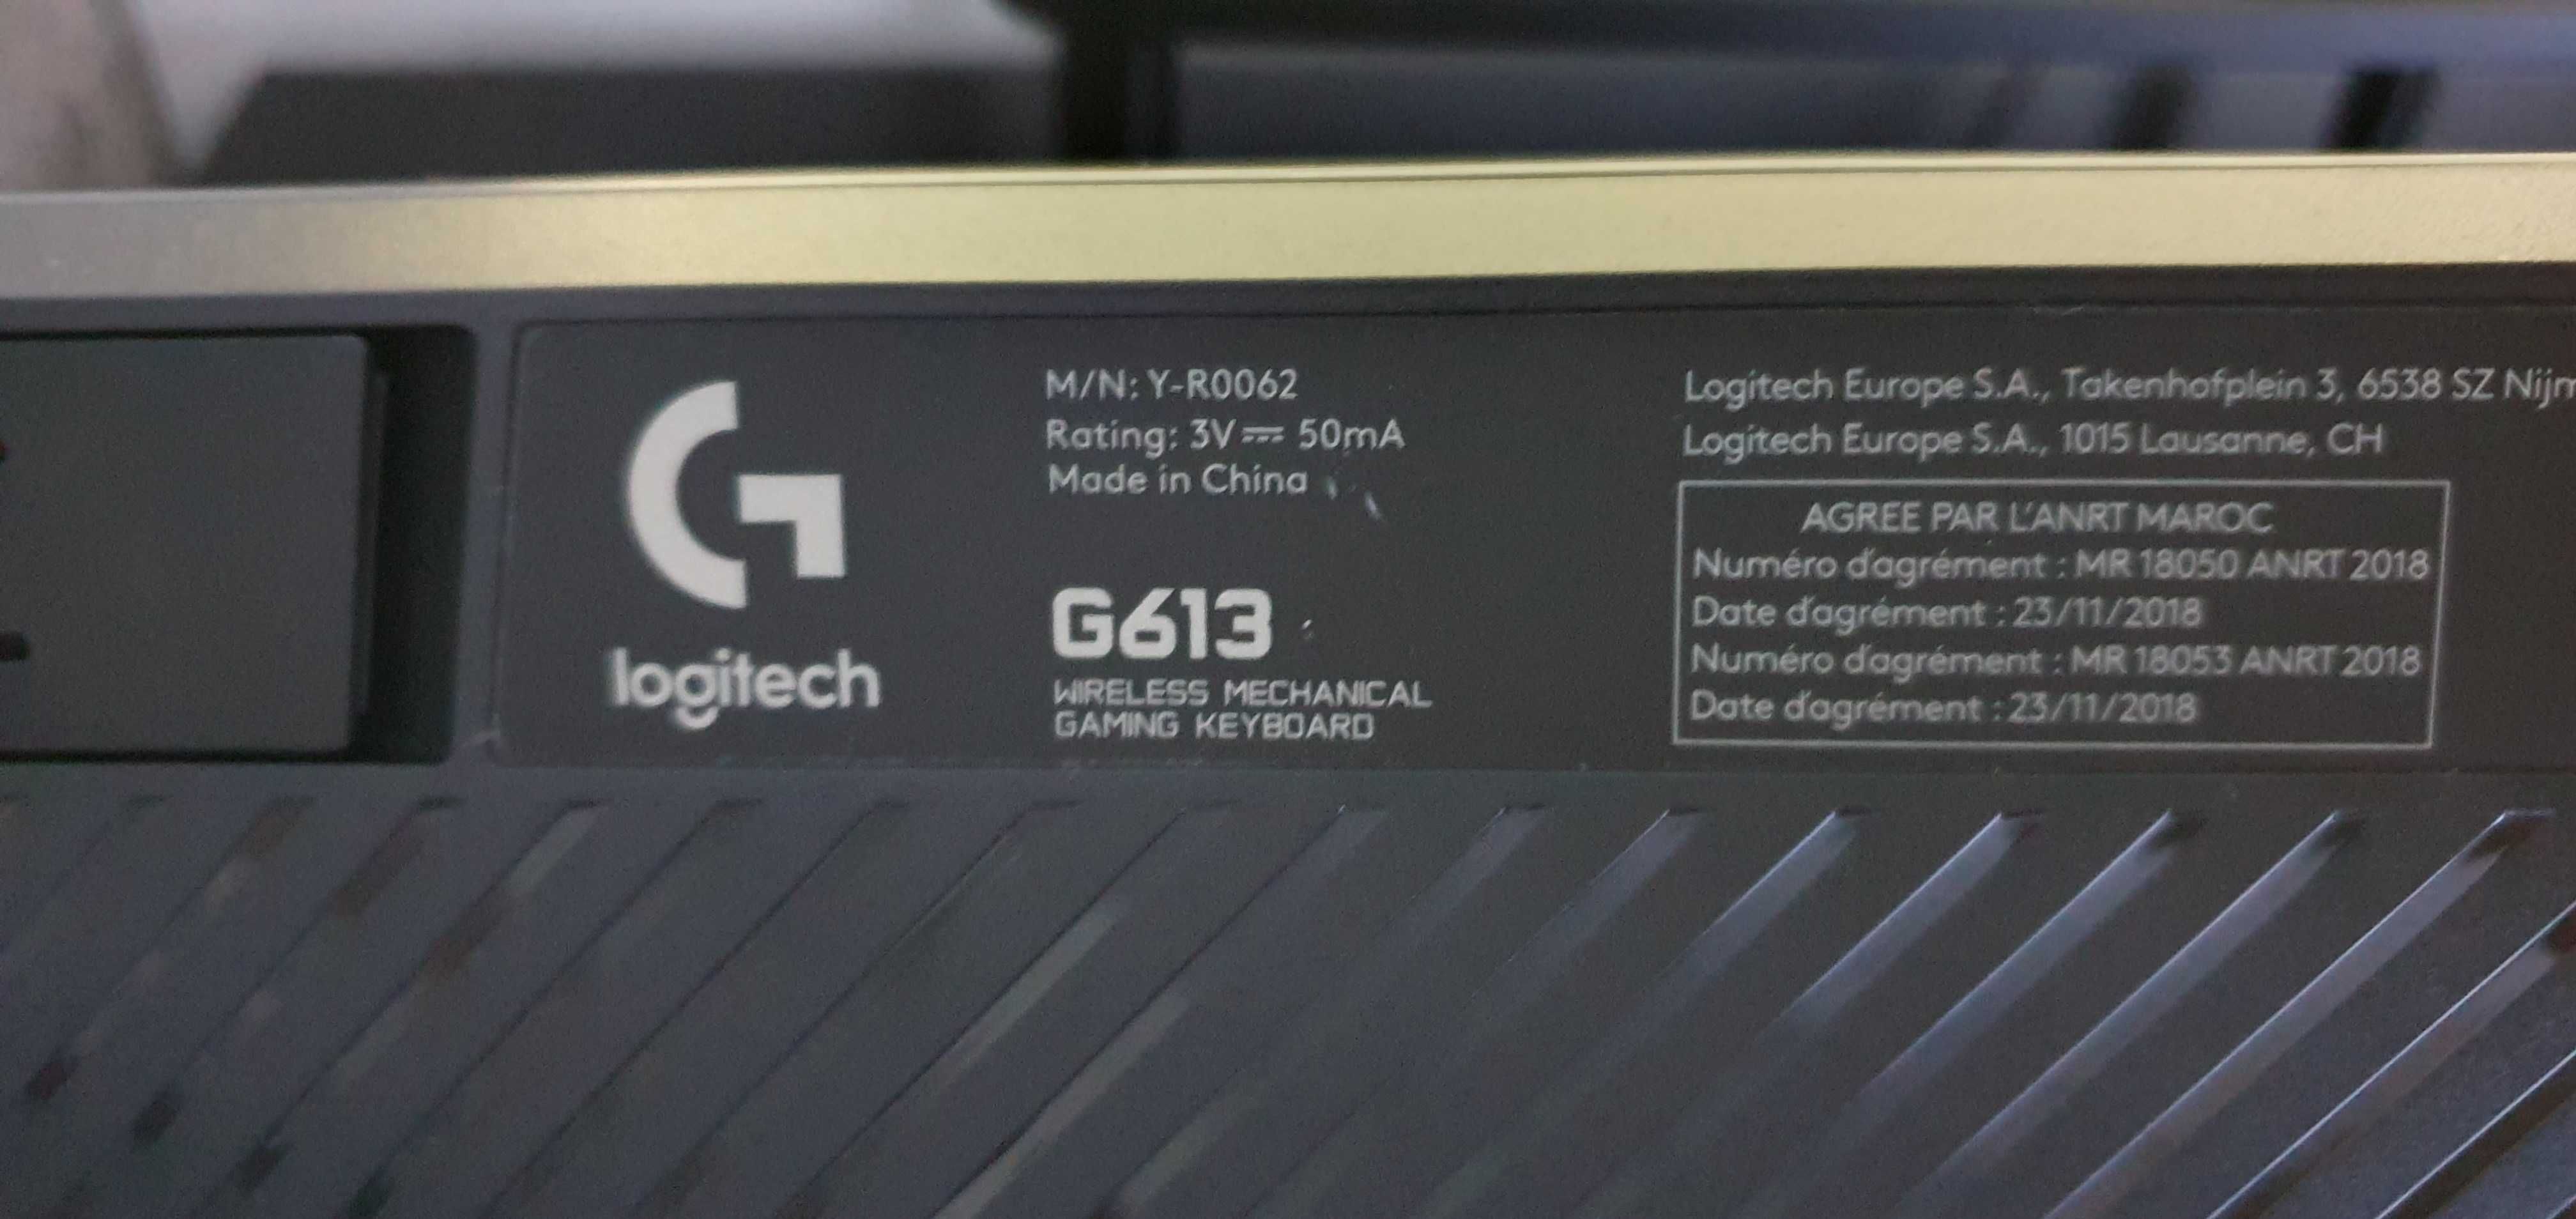 logitech
M/N: Y-R0062
Rating: 3V⎓ 50mA
Made in China
G613
WIRELESS MECHANICAL
GAMING KEYBOARD
Logitech Europe S.A., Takenhofplein 3, 6538 SZ
Logitech Europe S.A., 1015 Lausanne, CH
AGREE PAR L'ANRT MAROC
Numéro d'agrément : MR 18050 ANRT 2018
Date d'agrément : 23/11/2018
Numéro d'agrément : MR 18053 ANRT 2018
Date d'agrément : 23/11/2018